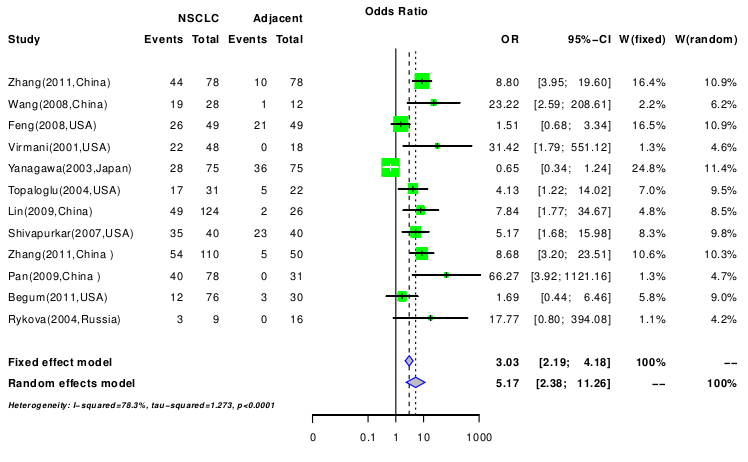 Odds Ratio
NSCLC Adjacent
Study Events Total Events Total OR 95%−CI W(fixed) W(random)
Zhang(2011,China) 44 78 10 78 8.80 [3.95; 19.60] 16.4% 10.9%
Wang(2008,China) 19 28 1 12 23.22 [2.59; 208.61] 2.2% 6.2%
Feng(2008,USA) 26 49 21 49 1.51 [0.68; 3.34] 16.5% 10.9%
Virmani(2001,USA) 22 48 0 18 31.42 [1.79; 551.12] 1.3% 4.6%
Yanagawa(2003,Japan) 28 75 36 75 0.65 [0.34; 1.24] 24.8% 11.4%
Topaloglu(2004,USA) 17 31 5 22 4.13 [1.22; 14.02] 7.0% 9.5%
Lin(2009,China) 49 124 2 26 7.84 [1.77; 34.67] 4.8% 8.5%
Shivapurkar(2007,USA) 35 40 23 40 5.17 [1.68; 15.98] 8.3% 9.8%
Zhang(2011,China ) 54 110 5 50 8.68 [3.20; 23.51] 10.6% 10.3%
Pan(2009,China ) 40 78 0 31 66.27 [3.92; 1121.16] 1.3% 4.7%
Begum(2011,USA) 12 76 3 30 1.69 [0.44; 6.46] 5.8% 9.0%
Rykova(2004,Russia) 3 9 0 16 17.77 [0.80; 394.08] 1.1% 4.2%
Fixed effect model 3.03 [2.19; 4.18] 100% −−
Random effects model 5.17 [2.38; 11.26] −− 100%
Heterogeneity: I−squared=78.3%, tau−squared=1.273, p<0.0001
0 0.1 1 10 1000